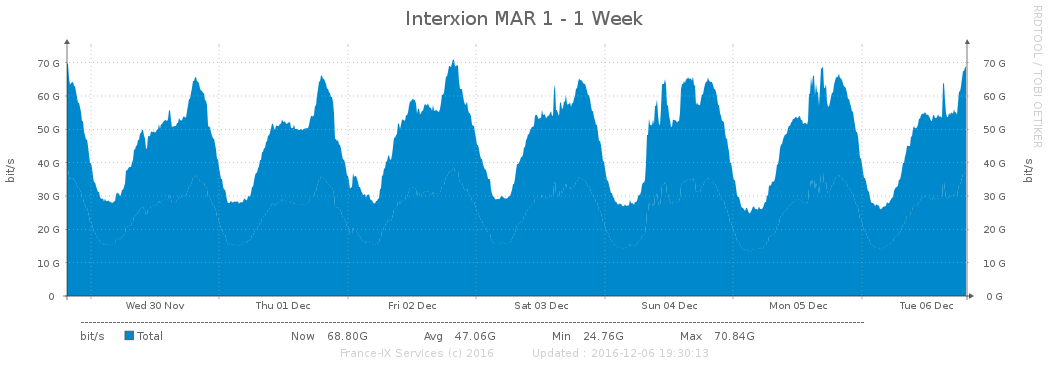 Interxion MAR 1 - 1 Week
RRDTOOL / TOBI OETIKER
bit/s
70 G
60 G
50 G
40 G
30 G
20 G
10 G
0
70 G
60 G
50 G
40 G
30 G
20 G
10 G
0 G
bit/s
Wed 30 Nov Thu 01 Dec Fri 02 Dec Sat 03 Dec Sun 04 Dec Mon 05 Dec Tue 06 Dec
bit/s Total Now 68.80G Avg 47.06G Min 24.76G Max 70.84G
France-IX Services (c) 2016 Updated : 2016-12-06 19:30:13